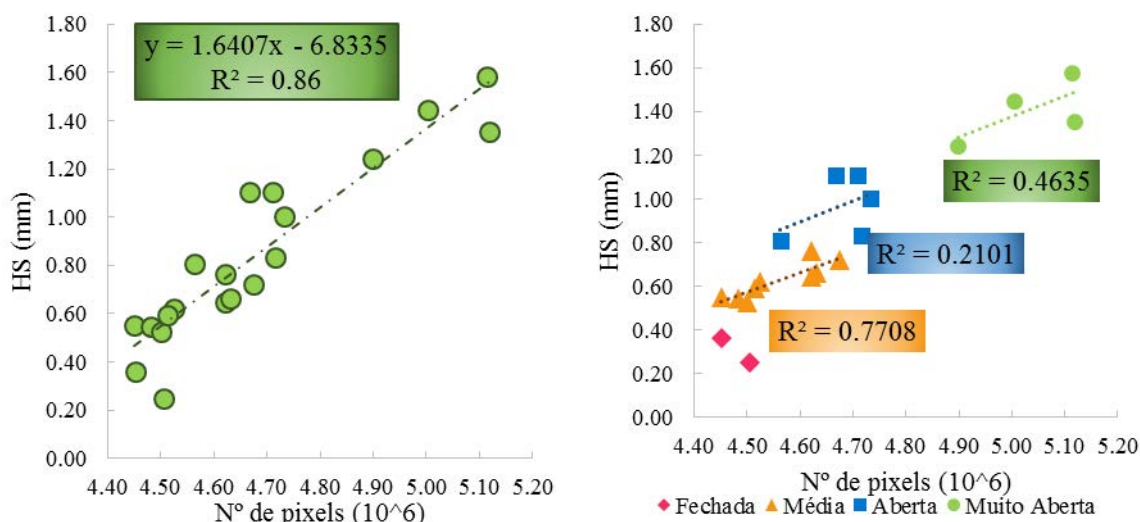 y = 1.6407x - 6.8335
R² = 0.86
HS (mm)
1.80
1.60
1.40
1.20
1.00
0.80
0.60
0.40
0.20
0.00
4.40 4.50 4.60 4.70 4.80 4.90 5.00 5.10 5.20
Nº de pixels (10^6)
HS (mm)
1.80
1.60
1.40
1.20
1.00
0.80
0.60
0.40
0.20
0.00
R² = 0.4635
R² = 0.2101
R² = 0.7708
4.40 4.50 4.60 4.70 4.80 4.90 5.00 5.10 5.20
Nº de pixels (10^6)
Fechada Média Aberta Muito Aberta